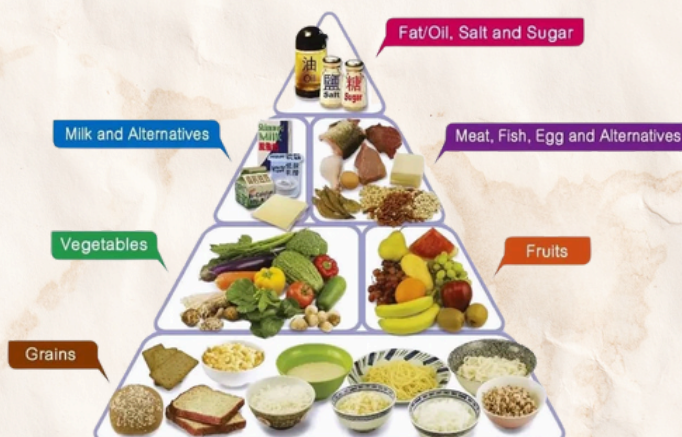 Fat/Oil, Salt and Sugar
油
Oil
鹽
Salt
糖
Sugar
Milk and Alternatives
Meat, Fish, Egg and Alternatives
Vegetables
Fruits
Grains